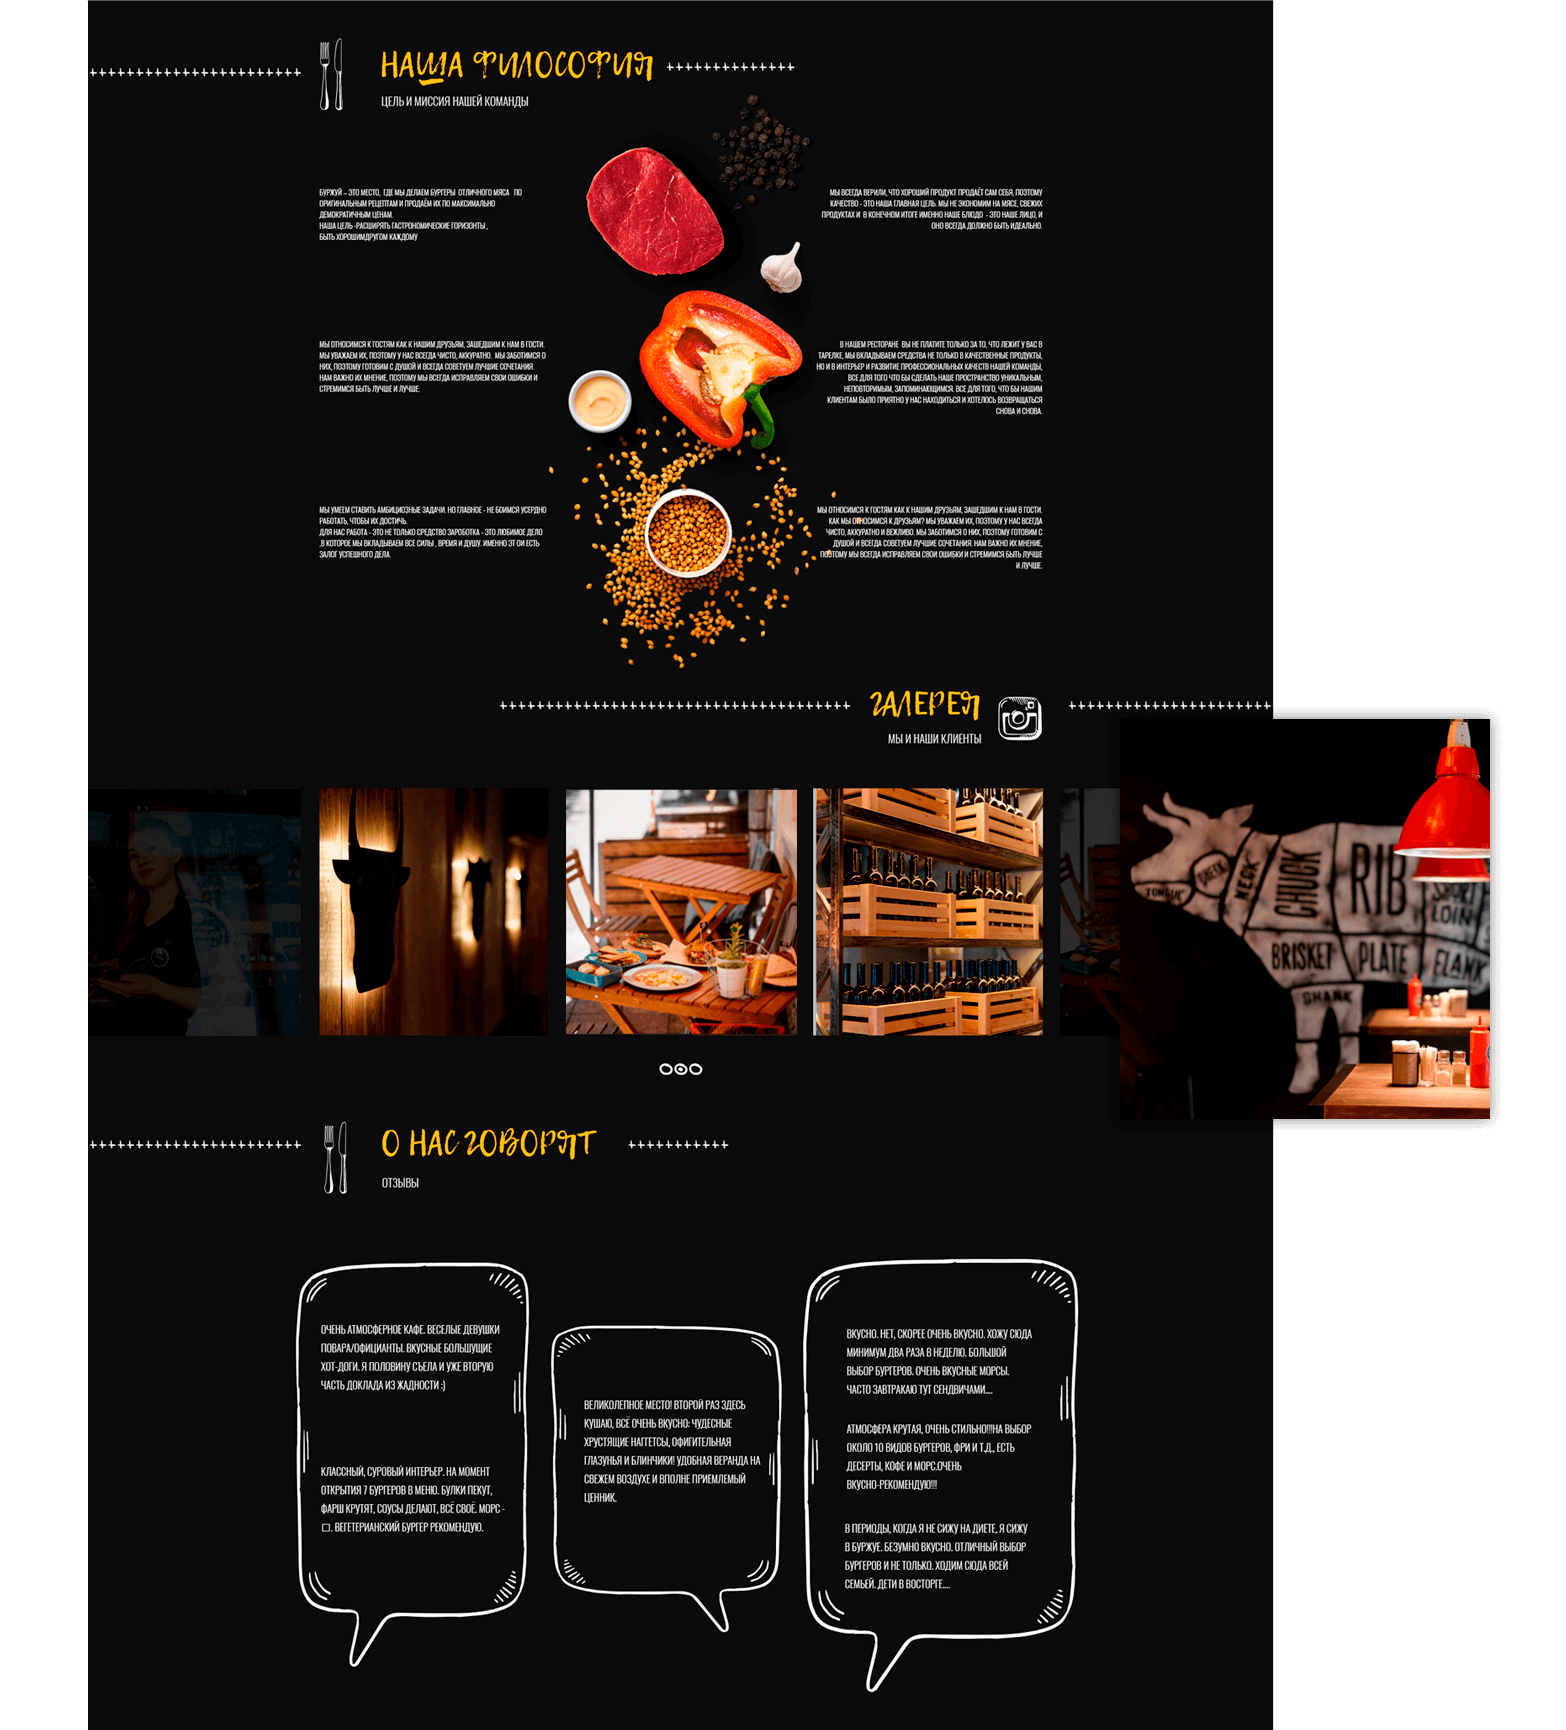 НАША ФИЛОСОФИЯ
ЦЕЛЬ И МИССИЯ НАШЕЙ КОМАНДЫ
БУРЖУЙ – ЭТО МЕСТО, ГДЕ МЫ ДЕЛАЕМ БУРГЕРЫ ОТЛИЧНОГО МЯСА ПО
ОРИГИНАЛЬНЫМ РЕЦЕПТАМ И ПРОДАЁМ ИХ ПО МАКСИМАЛЬНО
ДЕМОКРАТИЧНЫМ ЦЕНАМ.
НАША ЦЕЛЬ -РАСШИРЯТЬ ГАСТРОНОМИЧЕСКИЕ ГОРИЗОНТЫ ,
БЫТЬ ХОРОШИМДРУГОМ КАЖДОМУ
МЫ ВСЕГДА ВЕРИЛИ, ЧТО ХОРОШИЙ ПРОДУКТ ПРОДАЁТ САМ СЕБЯ, ПОЭТОМУ
КАЧЕСТВО - ЭТО НАША ГЛАВНАЯ ЦЕЛЬ. МЫ НЕ ЭКОНОМИМ НА МЯСЕ, СВЕЖИХ
ПРОДУКТАХ И В КОНЕЧНОМ ИТОГЕ ИМЕННО НАШЕ БЛЮДО - ЭТО НАШЕ ЛИЦО, И
ОНО ВСЕГДА ДОЛЖНО БЫТЬ ИДЕАЛЬНО.
МЫ ОТНОСИМСЯ К ГОСТЯМ КАК К НАШИМ ДРУЗЬЯМ, ЗАШЕДШИМ К НАМ В ГОСТИ.
МЫ УВАЖАЕМ ИХ, ПОЭТОМУ У НАС ВСЕГДА ЧИСТО, АККУРАТНО. МЫ ЗАБОТИМСЯ О
НИХ, ПОЭТОМУ ГОТОВИМ С ДУШОЙ И ВСЕГДА СОВЕТУЕМ ЛУЧШИЕ СОЧЕТАНИЯ.
НАМ ВАЖНО ИХ МНЕНИЕ, ПОЭТОМУ МЫ ВСЕГДА ИСПРАВЛЯЕМ СВОИ ОШИБКИ И
СТРЕМИМСЯ БЫТЬ ЛУЧШЕ И ЛУЧШЕ.
В НАШЕМ РЕСТОРАНЕ ВЫ НЕ ПЛАТИТЕ ТОЛЬКО ЗА ТО, ЧТО ЛЕЖИТ У ВАС В
ТАРЕЛКЕ, МЫ ВКЛАДЫВАЕМ СРЕДСТВА НЕ ТОЛЬКО В КАЧЕСТВЕННЫЕ ПРОДУКТЫ,
НО И В ИНТЕРЬЕР И РАЗВИТИЕ ПРОФЕССИОНАЛЬНЫХ КАЧЕСТВ НАШЕЙ КОМАНДЫ,
ВСЕ ДЛЯ ТОГО ЧТО БЫ СДЕЛАТЬ НАШЕ ПРОСТРАНСТВО УНИКАЛЬНЫМ,
НЕПОВТОРИМЫМ, ЗАПОМИНАЮЩИМСЯ. ВСЕ ДЛЯ ТОГО, ЧТО БЫ НАШИМ
КЛИЕНТАМ БЫЛО ПРИЯТНО У НАС НАХОДИТЬСЯ И ХОТЕЛОСЬ ВОЗВРАЩАТЬСЯ
СНОВА И СНОВА.
МЫ УМЕЕМ СТАВИТЬ АМБИЦИОЗНЫЕ ЗАДАЧИ. НО ГЛАВНОЕ - НЕ БОИМСЯ УСЕРДНО
РАБОТАТЬ, ЧТОБЫ ИХ ДОСТИЧЬ.
ДЛЯ НАС РАБОТА - ЭТО НЕ ТОЛЬКО СРЕДСТВО ЗАРОБОТКА - ЭТО ЛЮБИМОЕ ДЕЛО
,В КОТОРОЕ МЫ ВКЛАДЫВАЕМ ВСЕ СИЛЫ , ВРЕМЯ И ДУШУ. ИМЕННО ЭТ ОИ ЕСТЬ
ЗАЛОГ УСПЕШНОГО ДЕЛА.
МЫ ОТНОСИМСЯ К ГОСТЯМ КАК К НАШИМ ДРУЗЬЯМ, ЗАШЕДШИМ К НАМ В ГОСТИ.
КАК МЫ ОТНОСИМСЯ К ДРУЗЬЯМ? МЫ УВАЖАЕМ ИХ, ПОЭТОМУ У НАС ВСЕГДА
ЧИСТО, АККУРАТНО И ВЕЖЛИВО. МЫ ЗАБОТИМСЯ О НИХ, ПОЭТОМУ ГОТОВИМ С
ДУШОЙ И ВСЕГДА СОВЕТУЕМ ЛУЧШИЕ СОЧЕТАНИЯ. НАМ ВАЖНО ИХ МНЕНИЕ,
ПОЭТОМУ МЫ ВСЕГДА ИСПРАВЛЯЕМ СВОИ ОШИБКИ И СТРЕМИМСЯ БЫТЬ ЛУЧШЕ
И ЛУЧШЕ.
ГАЛЕРЕЯ
МЫ И НАШИ КЛИЕНТЫ
TONGUE
CHEEK
NECK
CHUCK
RIB
LOIN
BRISKET
PLATE
FLANK
SHANK
О НАС ГОВОРЯТ
ОТЗЫВЫ
ОЧЕНЬ АТМОСФЕРНОЕ КАФЕ. ВЕСЕЛЫЕ ДЕВУШКИ
ПОВАРА/ОФИЦИАНТЫ. ВКУСНЫЕ БОЛЬШУЩИЕ
ХОТ-ДОГИ. Я ПОЛОВИНУ СЪЕЛА И УЖЕ ВТОРУЮ
ЧАСТЬ ДОКЛАДА ИЗ ЖАДНОСТИ :)
КЛАССНЫЙ, СУРОВЫЙ ИНТЕРЬЕР. НА МОМЕНТ
ОТКРЫТИЯ 7 БУРГЕРОВ В МЕНЮ. БУЛКИ ПЕКУТ,
ФАРШ КРУТЯТ, СОУСЫ ДЕЛАЮТ, ВСЁ СВОЁ. МОРС -
□. ВЕГЕТЕРИАНСКИЙ БУРГЕР РЕКОМЕНДУЮ.
ВЕЛИКОЛЕПНОЕ МЕСТО! ВТОРОЙ РАЗ ЗДЕСЬ
КУШАЮ, ВСЁ ОЧЕНЬ ВКУСНО: ЧУДЕСНЫЕ
ХРУСТЯЩИЕ НАГГЕТСЫ, ОФИГИТЕЛЬНАЯ
ГЛАЗУНЬЯ И БЛИНЧИКИ! УДОБНАЯ ВЕРАНДА НА
СВЕЖЕМ ВОЗДУХЕ И ВПОЛНЕ ПРИЕМЛЕМЫЙ
ЦЕННИК.
ВКУСНО. НЕТ, СКОРЕЕ ОЧЕНЬ ВКУСНО. ХОЖУ СЮДА
МИНИМУМ ДВА РАЗА В НЕДЕЛЮ. БОЛЬШОЙ
ВЫБОР БУРГЕРОВ. ОЧЕНЬ ВКУСНЫЕ МОРСЫ.
ЧАСТО ЗАВТРАКАЮ ТУТ СЕНДВИЧАМИ....
АТМОСФЕРА КРУТАЯ, ОЧЕНЬ СТИЛЬНО!!!НА ВЫБОР
ОКОЛО 10 ВИДОВ БУРГЕРОВ, ФРИ И Т.Д., ЕСТЬ
ДЕСЕРТЫ, КОФЕ И МОРС.ОЧЕНЬ
ВКУСНО-РЕКОМЕНДУЮ!!!
В ПЕРИОДЫ, КОГДА Я НЕ СИЖУ НА ДИЕТЕ, Я СИЖУ
В БУРЖУЕ. БЕЗУМНО ВКУСНО. ОТЛИЧНЫЙ ВЫБОР
БУРГЕРОВ И НЕ ТОЛЬКО. ХОДИМ СЮДА ВСЕЙ
СЕМЬЕЙ. ДЕТИ В ВОСТОРГЕ....